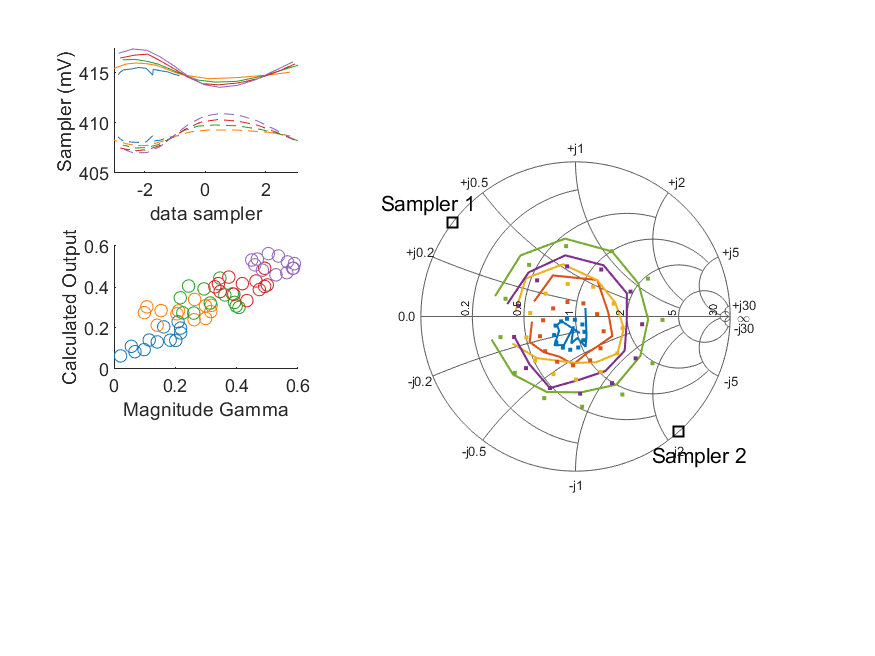 Sampler (mV)
415
410
405
-2
0
2
data sampler
Calculated Output
0.6
0.4
0.2
0
0
0.2
0.4
0.6
Magnitude Gamma
+j1
+j0.5
+j2
Sampler 1
+j0.2
+j5
0.0
0.2
0.5
1
2
5
30
+j30
∞
-j30
-j0.2
-j5
-j0.5
-j2
Sampler 2
-j1